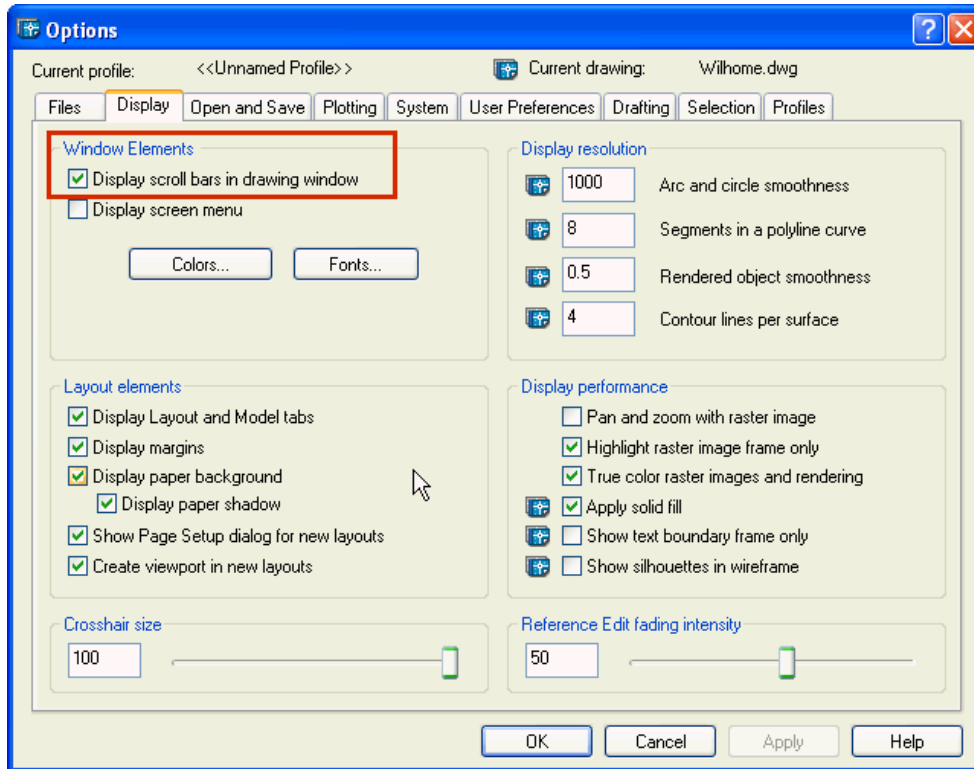 Options
Current profile: <<Unnamed Profile>> Current drawing: Wilhome.dwg
Files Display Open and Save Plotting System User Preferences Drafting Selection Profiles
Window Elements
Display scroll bars in drawing window
Display screen menu
Colors... Fonts...
Display resolution
1000 Arc and circle smoothness
8 Segments in a polyline curve
0.5 Rendered object smoothness
4 Contour lines per surface
Layout elements
Display Layout and Model tabs
Display margins
Display paper background
Display paper shadow
Show Page Setup dialog for new layouts
Create viewport in new layouts
Display performance
Pan and zoom with raster image
Highlight raster image frame only
True color raster images and rendering
Apply solid fill
Show text boundary frame only
Show silhouettes in wireframe
Crosshair size
100
Reference Edit fading intensity
50
OK Cancel Apply Help